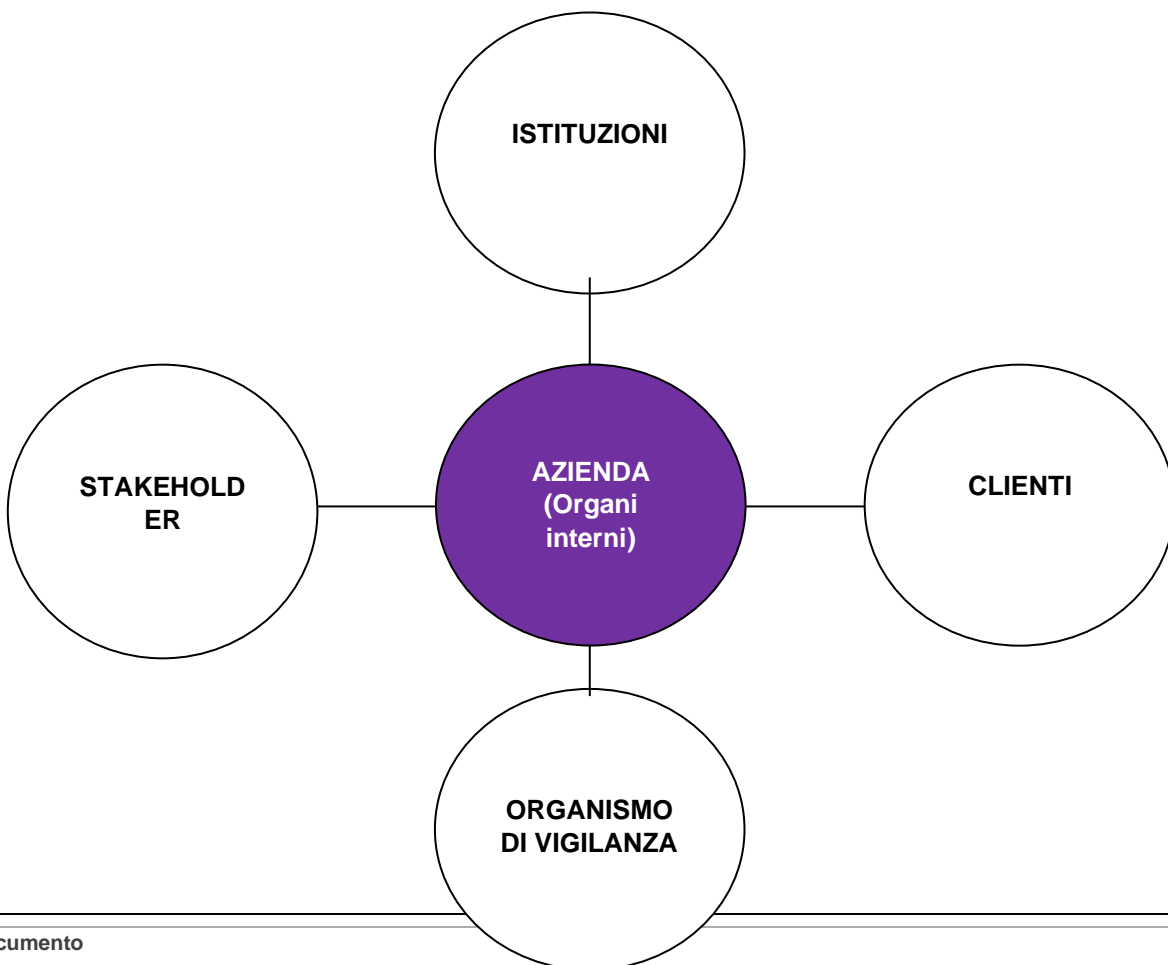 ISTITUZIONI
STAKEHOLD
ER
AZIENDA
(Organi
interni)
CLIENTI
ORGANISMO
DI VIGILANZA
cumento